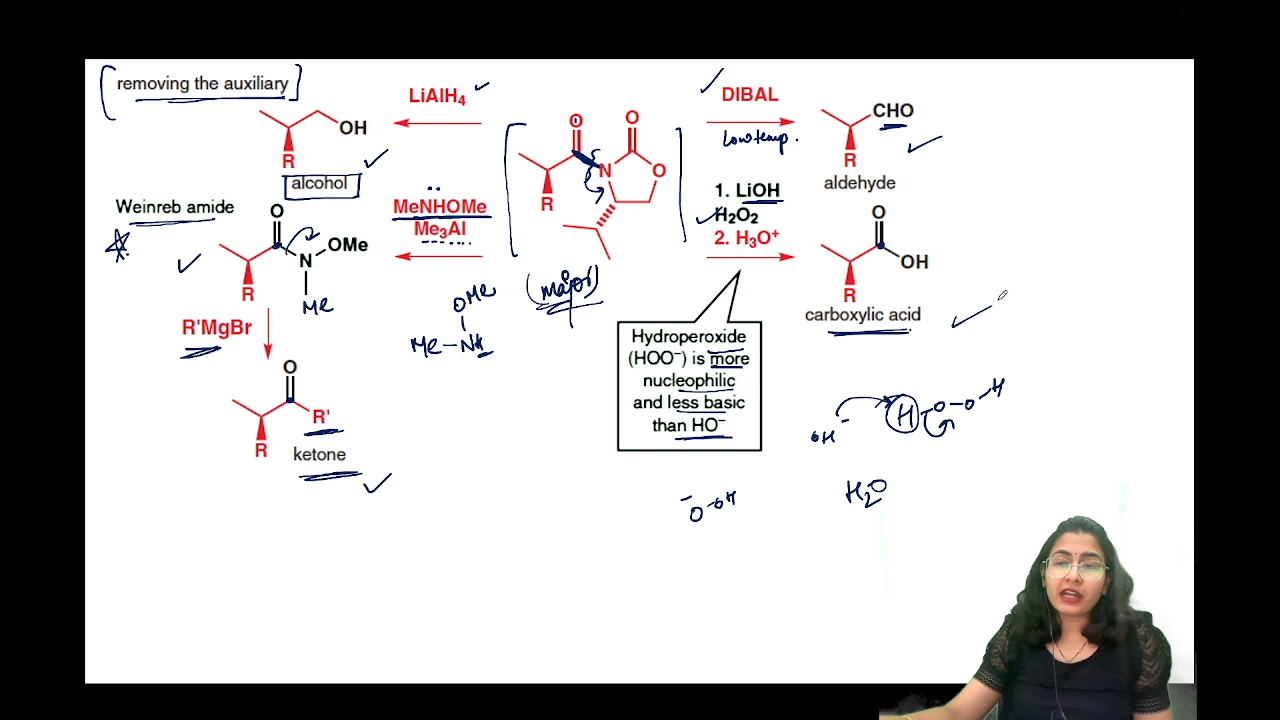 removing the auxiliary
LiAlH₄
DIBAL
Low temp.
OH
R
alcohol
O
O
N
O
R
(major)
CHO
R
aldehyde
Weinreb amide
MeNHOMe
Me₃Al
O
OMe
N
R
Me
OMe
Me-NH
1. LiOH
H₂O₂
2. H₃O⁺
O
OH
R
carboxylic acid
R'MgBr
O
R'
R
ketone
Hydroperoxide
(HOO⁻) is more
nucleophilic
and less basic
than HO⁻
OH⁻
H-O-O-H
⁻O-OH
H₂O